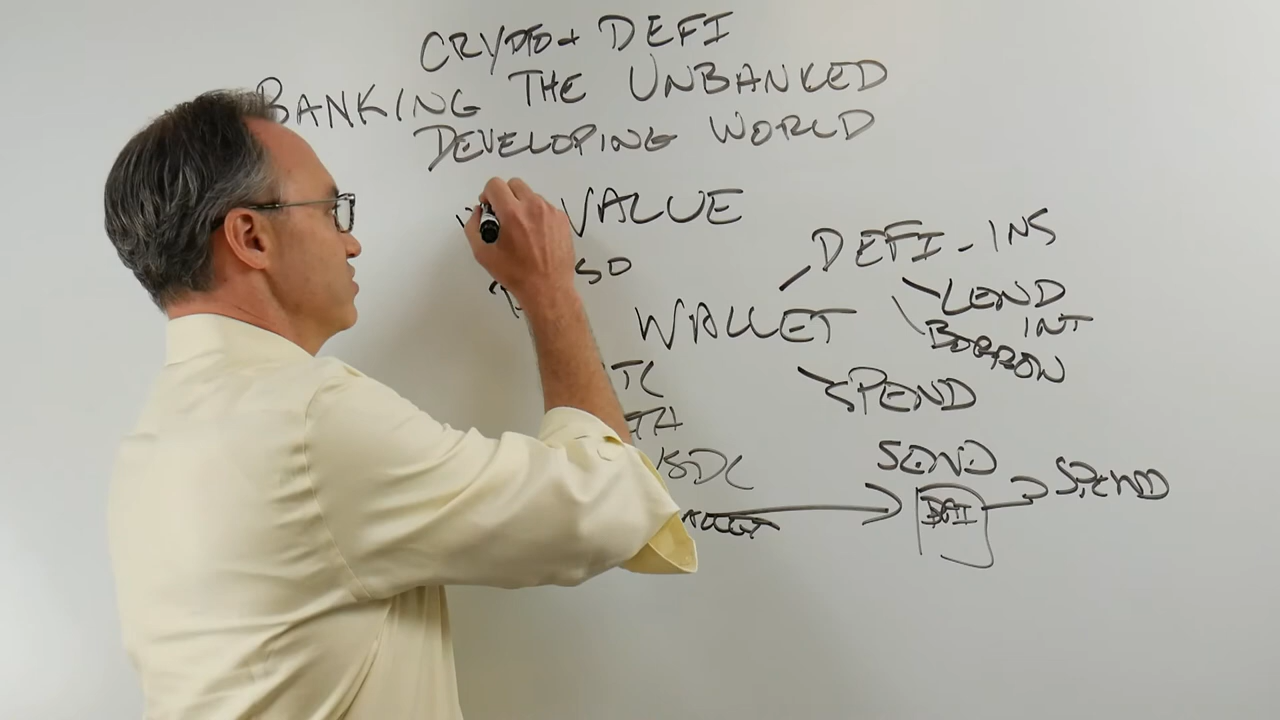 CRYPTO + DEFI
BANKING THE UNBANKED
DEVELOPING WORLD
VALUE
DEFI - INS
LEND
INT
BORROW
WALLET
SPEND
SEND
DEFI
SPEND